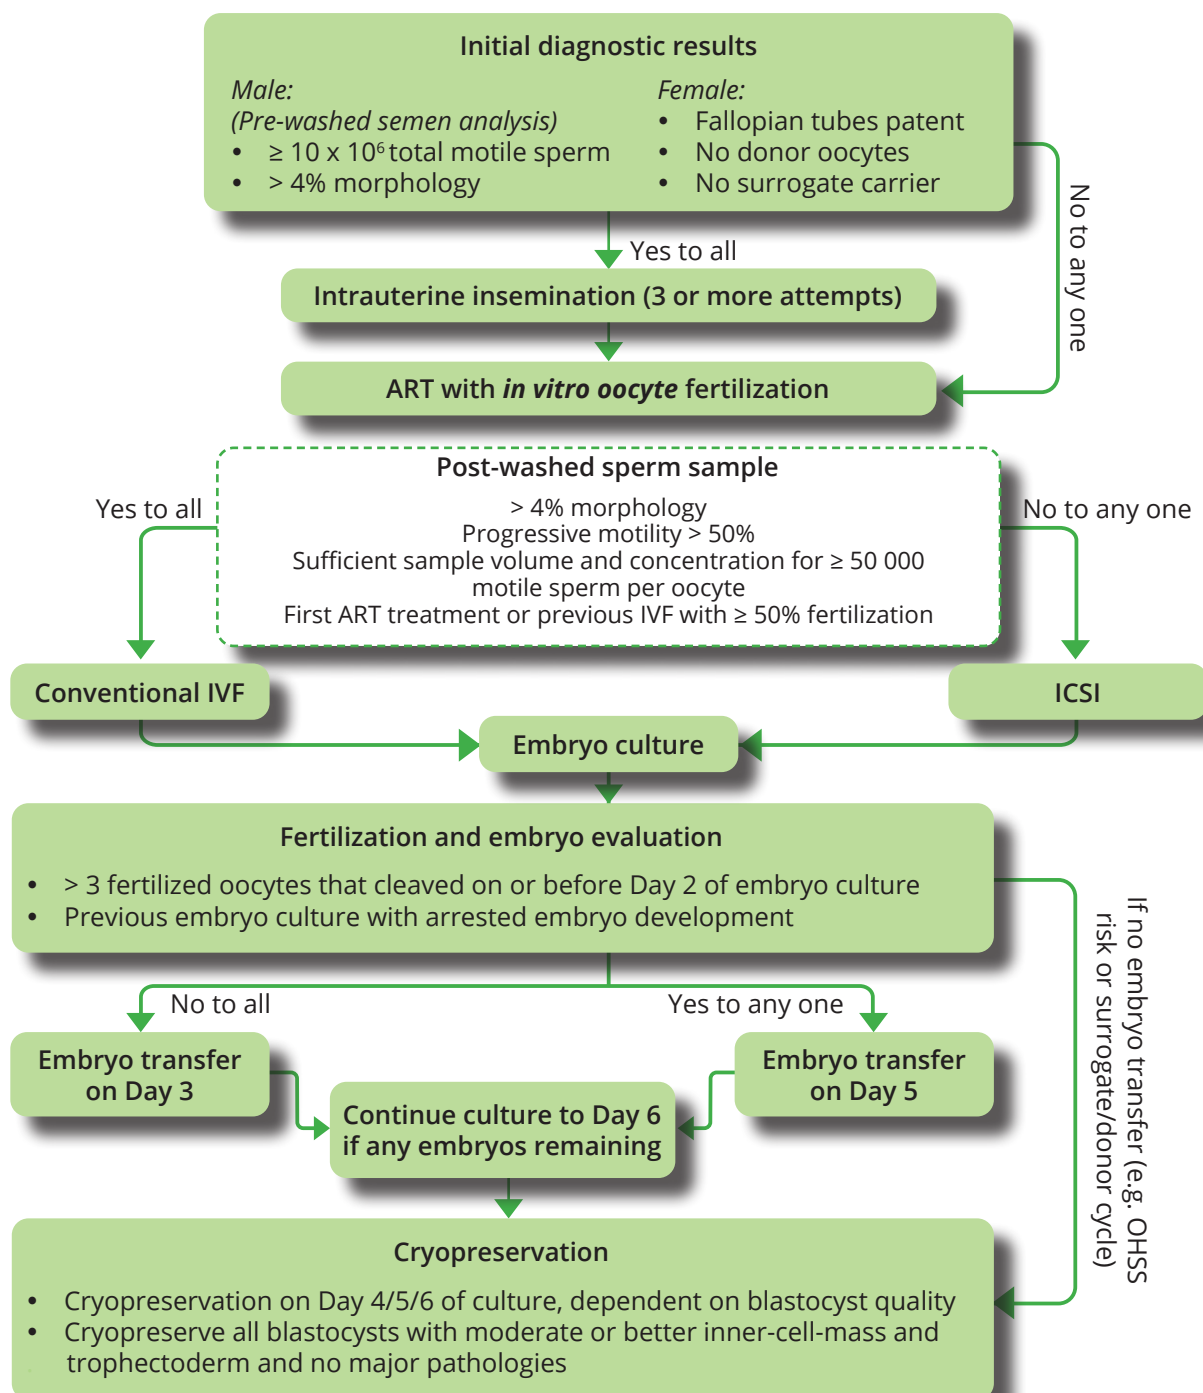 Initial diagnostic results
Male:
(Pre-washed semen analysis)
• ≥ 10 x 10⁶ total motile sperm
• > 4% morphology
Female:
• Fallopian tubes patent
• No donor oocytes
• No surrogate carrier
No to any one
Yes to all
Intrauterine insemination (3 or more attempts)
ART with in vitro oocyte fertilization
Post-washed sperm sample
> 4% morphology
Progressive motility > 50%
Sufficient sample volume and concentration for ≥ 50 000
motile sperm per oocyte
First ART treatment or previous IVF with ≥ 50% fertilization
Yes to all
No to any one
Conventional IVF
ICSI
Embryo culture
Fertilization and embryo evaluation
• > 3 fertilized oocytes that cleaved on or before Day 2 of embryo culture
• Previous embryo culture with arrested embryo development
If no embryo transfer (e.g. OHSS
risk or surrogate/donor cycle)
No to all
Yes to any one
Embryo transfer
on Day 3
Embryo transfer
on Day 5
Continue culture to Day 6
if any embryos remaining
Cryopreservation
• Cryopreservation on Day 4/5/6 of culture, dependent on blastocyst quality
• Cryopreserve all blastocysts with moderate or better inner-cell-mass and
trophectoderm and no major pathologies